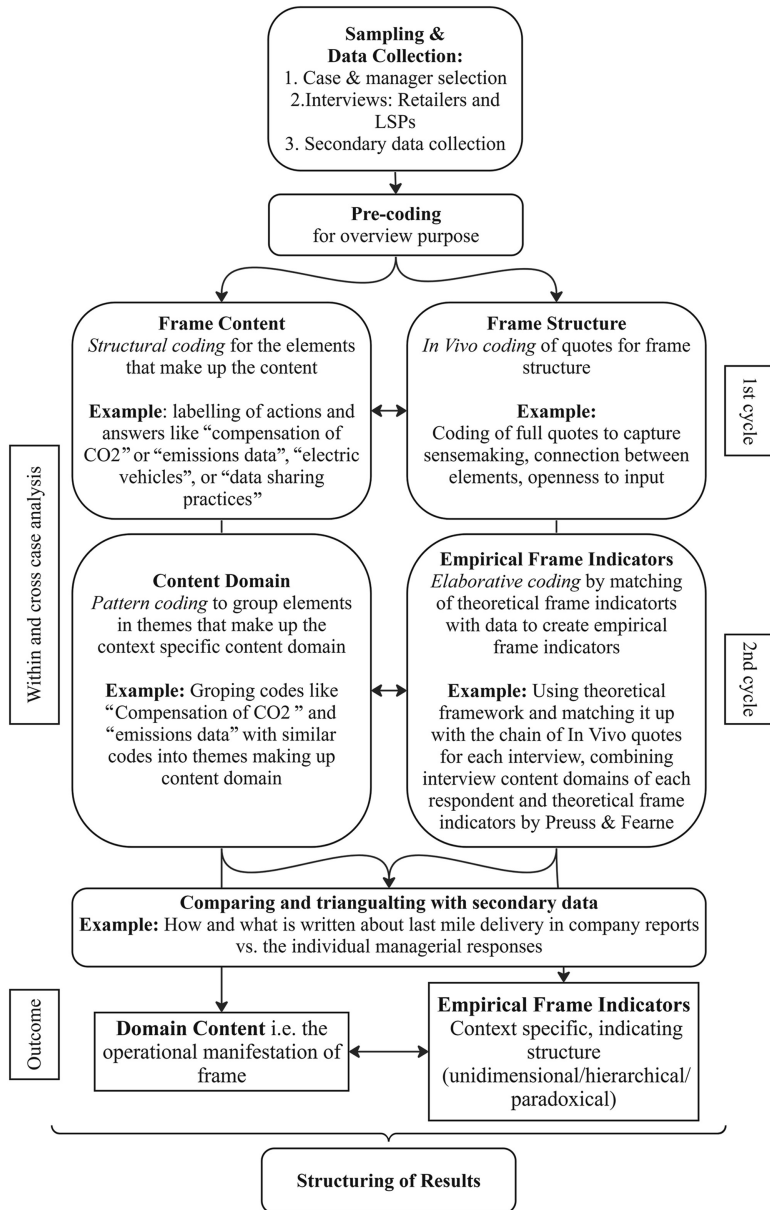 Sampling &
Data Collection:
1. Case & manager selection
2.Interviews: Retailers and
LSPs
3. Secondary data collection
Pre-coding
for overview purpose
Frame Content
Structural coding for the elements
that make up the content
Example: labelling of actions and
answers like “compensation of
CO2” or “emissions data”, “electric
vehicles”, or “data sharing
practices”
Frame Structure
In Vivo coding of quotes for frame
structure
Example:
Coding of full quotes to capture
sensemaking, connection between
elements, openness to input
1st cycle
Within and cross case analysis
Content Domain
Pattern coding to group elements
in themes that make up the
context specific content domain
Example: Groping codes like
“Compensation of CO2 ” and
“emissions data” with similar
codes into themes making up
content domain
Empirical Frame Indicators
Elaborative coding by matching
of theoretical frame indicatorts
with data to create empirical
frame indicators
Example: Using theoretical
framework and matching it up
with the chain of In Vivo quotes
for each interview, combining
interview content domains of each
respondent and theoretical frame
indicators by Preuss & Fearne
2nd cycle
Comparing and triangualting with secondary data
Example: How and what is written about last mile delivery in company reports
vs. the individual managerial responses
Outcome
Domain Content i.e. the
operational manifestation of
frame
Empirical Frame Indicators
Context specific, indicating
structure
(unidimensional/hierarchical/
paradoxical)
Structuring of Results